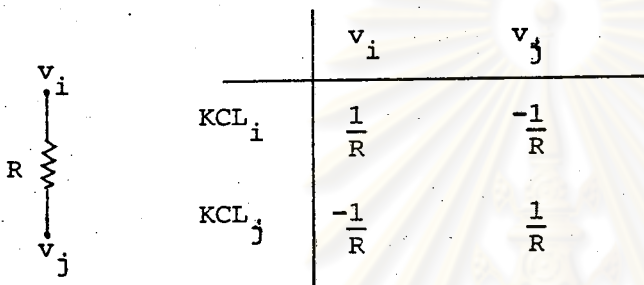 v_i v_j
v_i
KCL_i 1/R -1/R
R
KCL_j -1/R 1/R
v_j